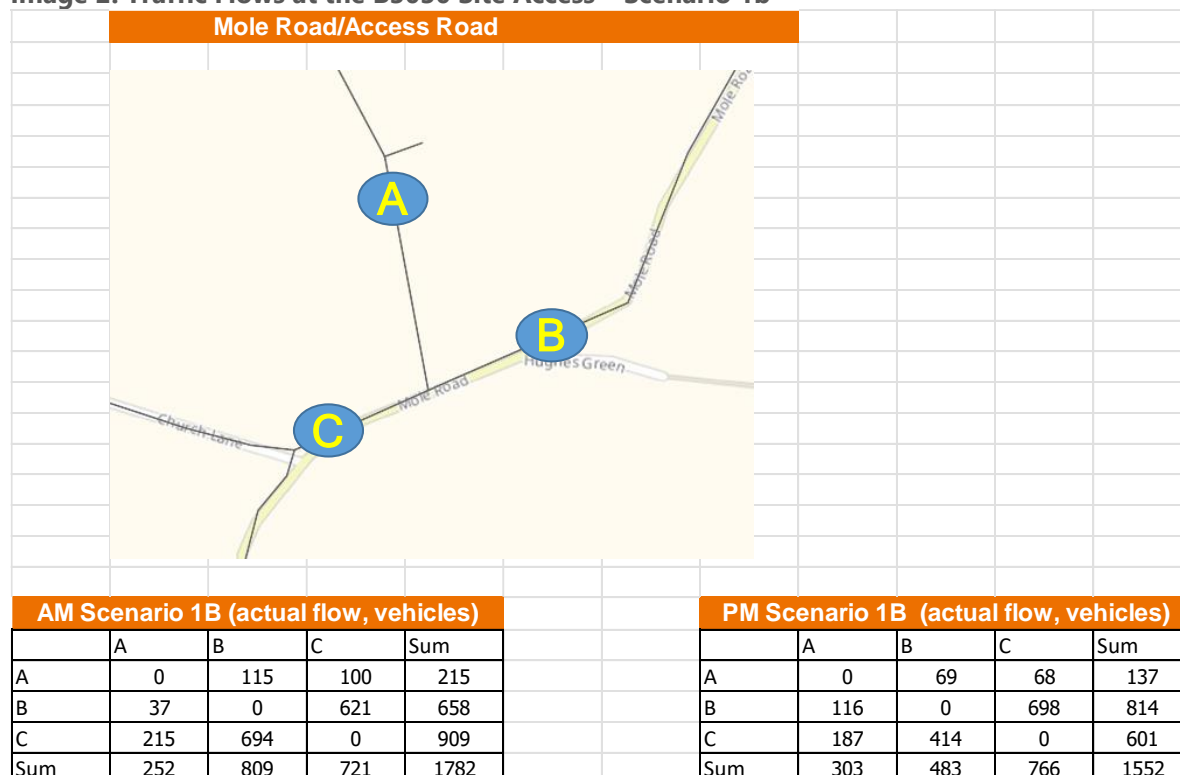 Mole Road/Access Road
Mole Road
A
Mole Road
B
Hughes Green
Mole Road
C
Church Lane
AM Scenario 1B (actual flow, vehicles)
A B C Sum
A 0 115 100 215
B 37 0 621 658
C 215 694 0 909
Sum 252 809 721 1782
PM Scenario 1B (actual flow, vehicles)
A B C Sum
A 0 69 68 137
B 116 0 698 814
C 187 414 0 601
Sum 303 483 766 1552